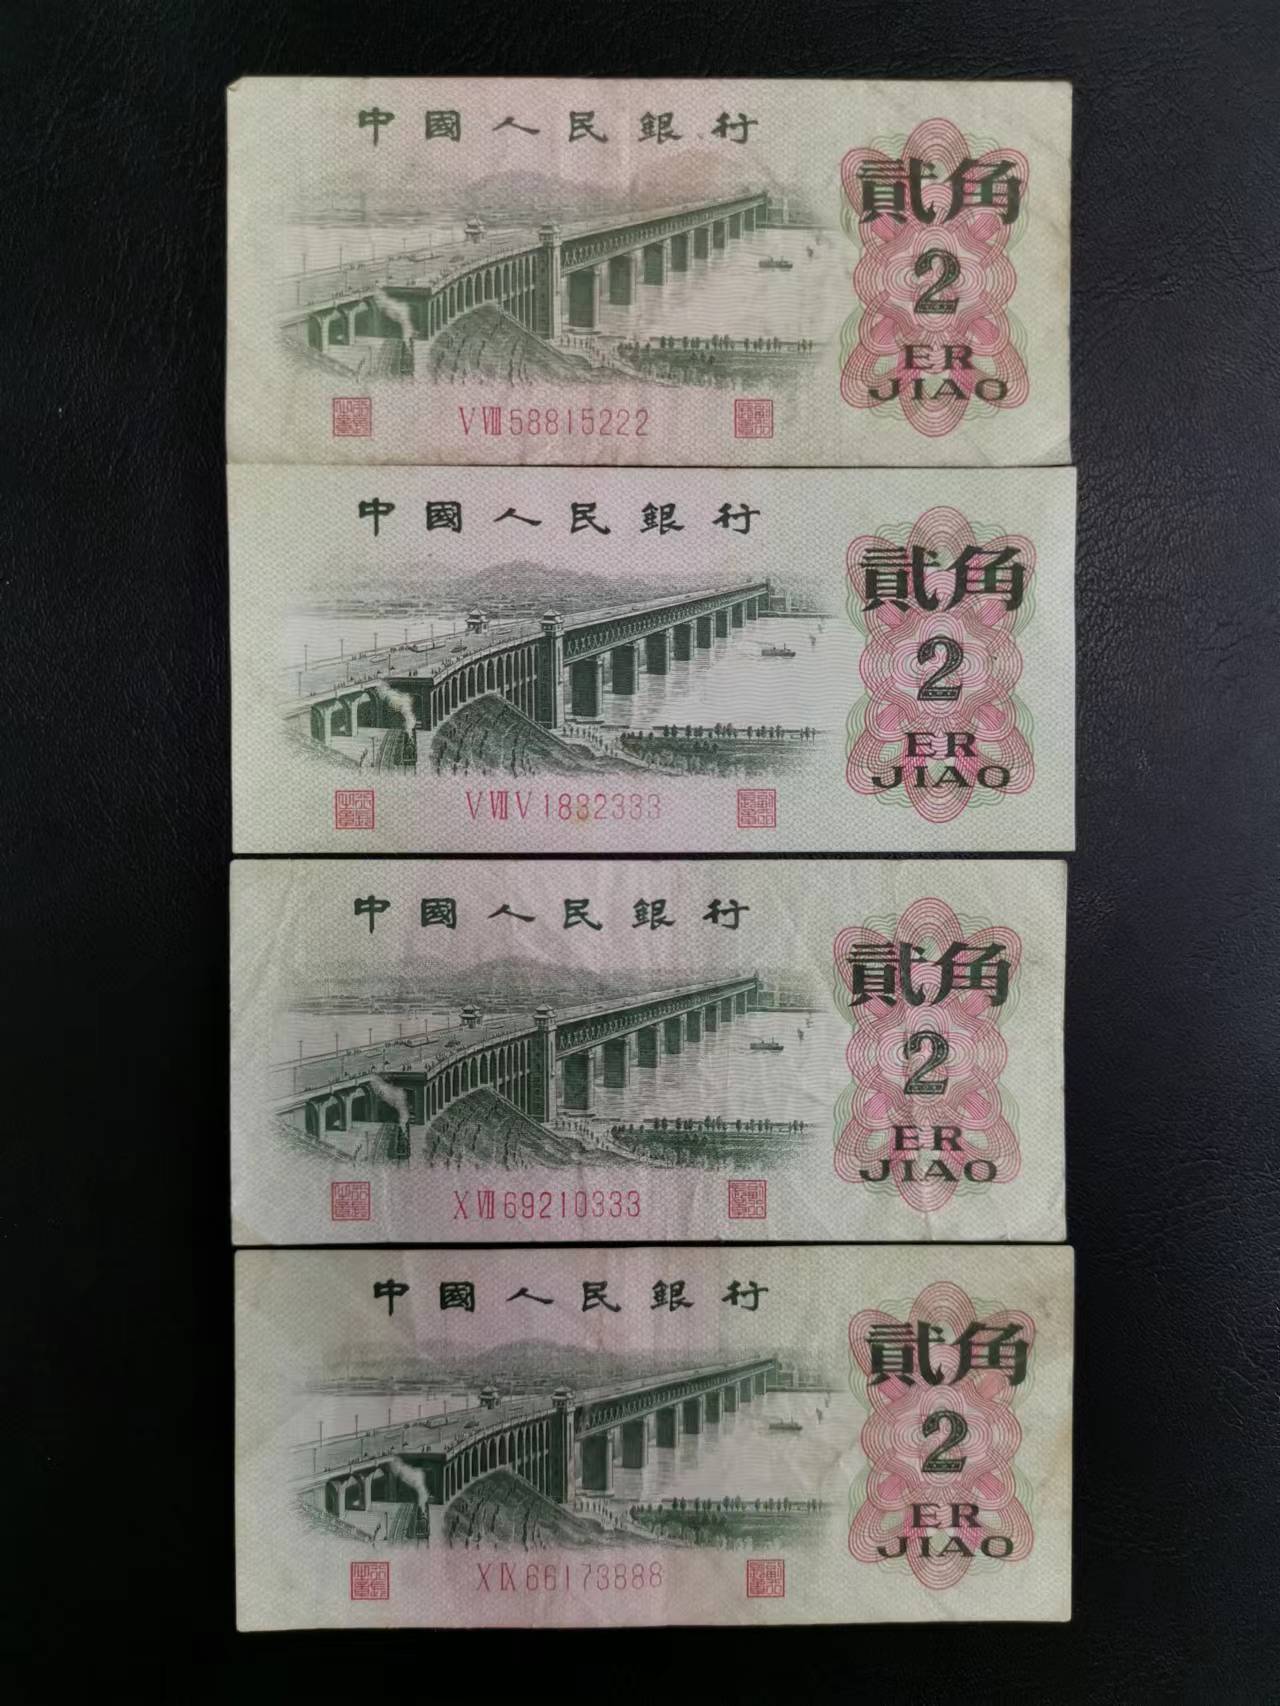 中國人民銀行
貳角
2
ER
JIAO
V VIII 58815222
中國人民銀行
貳角
2
ER
JIAO
V VII V 1832333
中國人民銀行
貳角
2
ER
JIAO
X VII 69210333
中國人民銀行
貳角
2
ER
JIAO
X IX 66173888